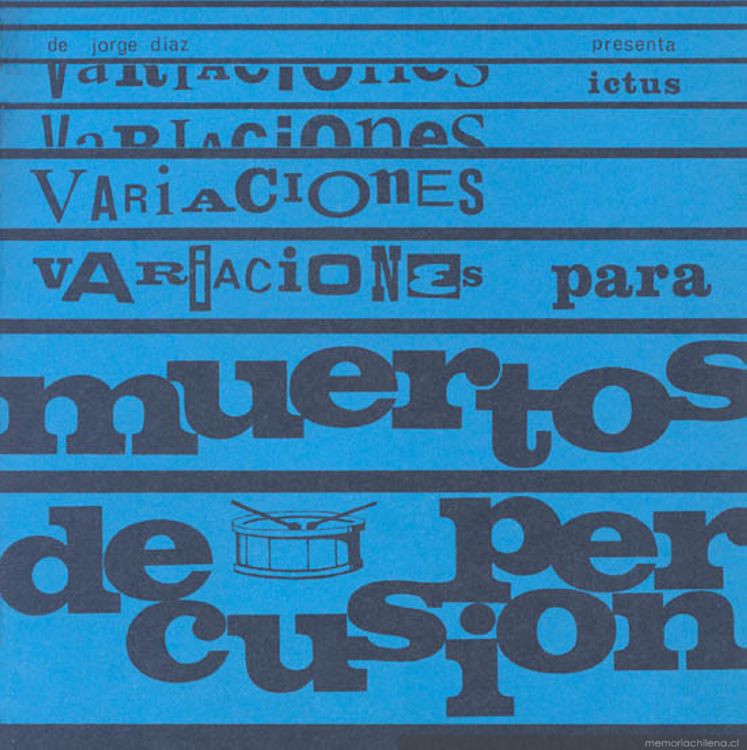 de jorge diaz presenta
VaRIACIOnes ictus
VaRIACiOnes
VARiACIOnES
VARiACiONEs para
muertos
de per
cusion
memoriachilena.cl